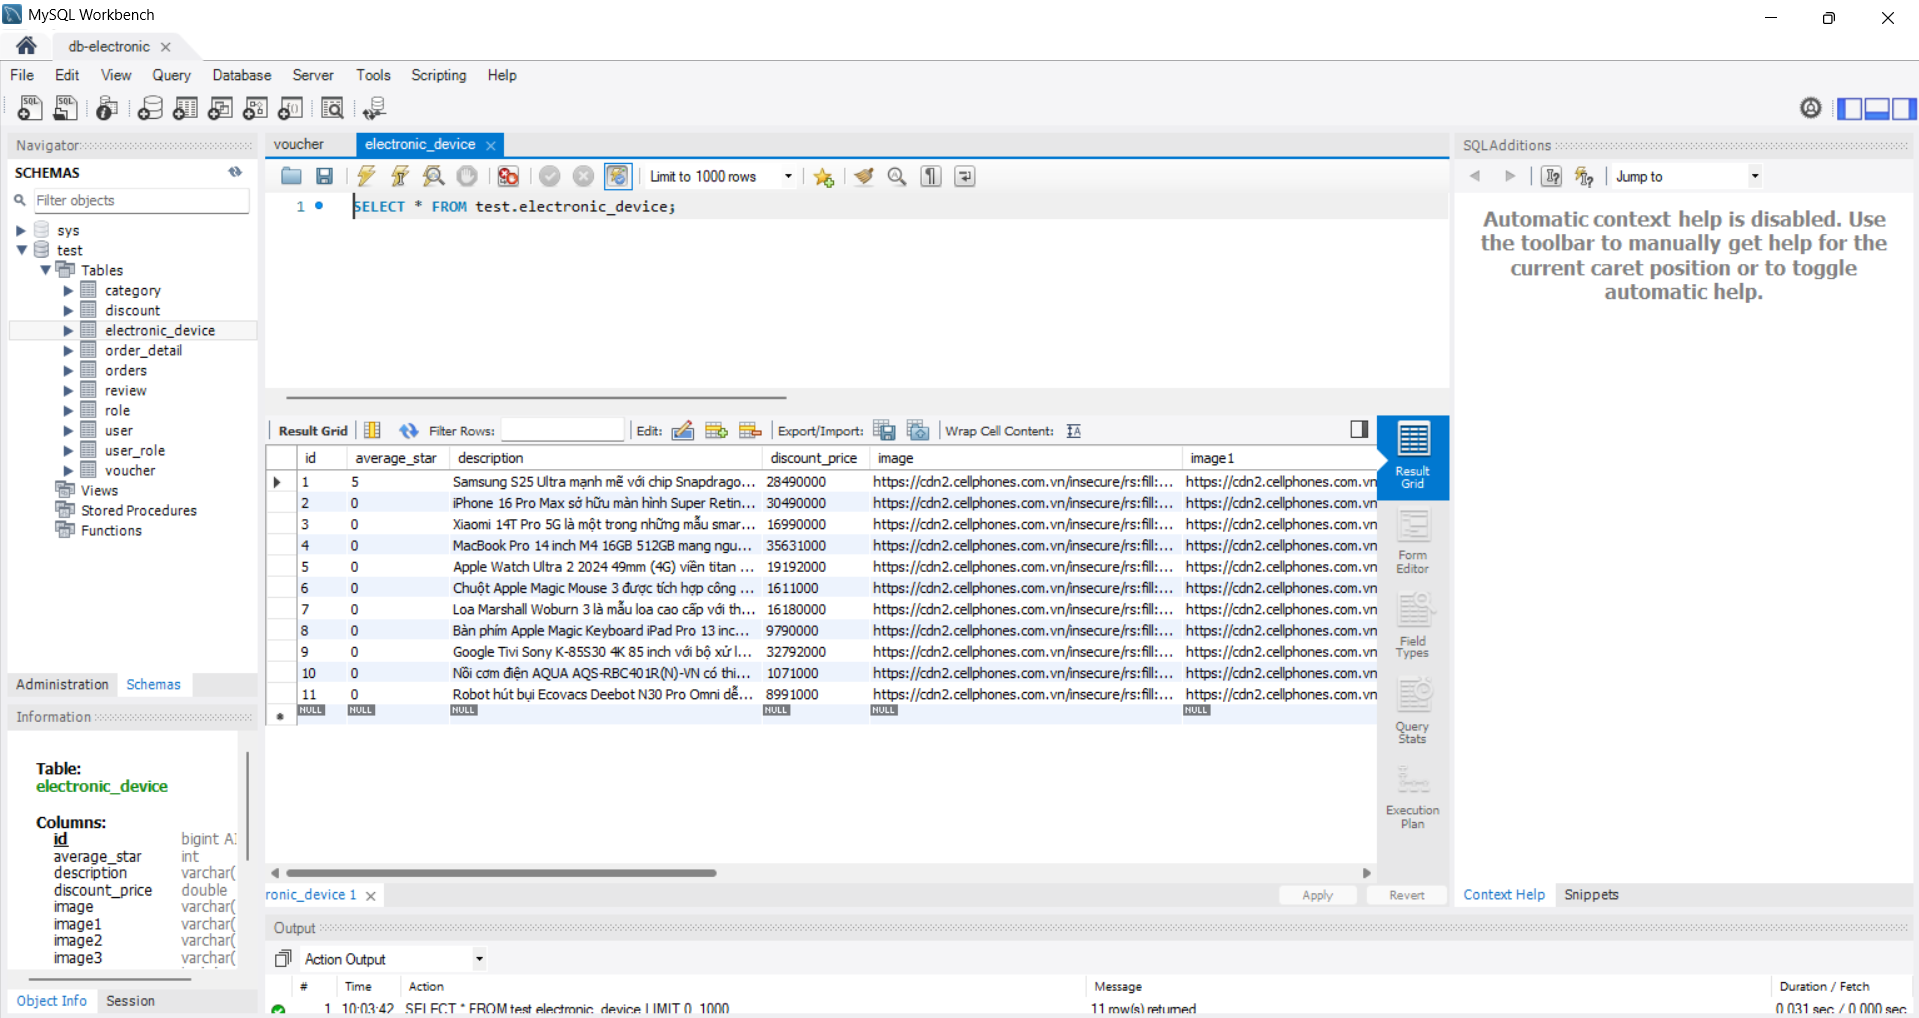 MySQL Workbench
db-electronic
File Edit View Query Database Server Tools Scripting Help
Navigator
SCHEMAS
Filter objects
sys
test
Tables
category
discount
electronic_device
order_detail
orders
review
role
user
user_role
voucher
Views
Stored Procedures
Functions
Administration Schemas
Information
Table:
electronic_device
Columns:
id bigint A
average_star int
description varchar(
discount_price double
image varchar(
image1 varchar(
image2 varchar(
image3 varchar(
Object Info Session
voucher electronic_device
Limit to 1000 rows
1 SELECT * FROM test.electronic_device;
Result Grid Filter Rows: Edit: Export/Import: Wrap Cell Content:
id average_star description discount_price image image1
1 5 Samsung S25 Ultra mạnh mẽ với chip Snapdrago... 28490000 https://cdn2.cellphones.com.vn/insecure/rs:fill:... https://cdn2.cellphones.com.vn
2 0 iPhone 16 Pro Max sở hữu màn hình Super Retin... 30490000 https://cdn2.cellphones.com.vn/insecure/rs:fill:... https://cdn2.cellphones.com.vn
3 0 Xiaomi 14T Pro 5G là một trong những mẫu smar... 16990000 https://cdn2.cellphones.com.vn/insecure/rs:fill:... https://cdn2.cellphones.com.vn
4 0 MacBook Pro 14 inch M4 16GB 512GB mang ngu... 35631000 https://cdn2.cellphones.com.vn/insecure/rs:fill:... https://cdn2.cellphones.com.vn
5 0 Apple Watch Ultra 2 2024 49mm (4G) viền titan ... 19192000 https://cdn2.cellphones.com.vn/insecure/rs:fill:... https://cdn2.cellphones.com.vn
6 0 Chuột Apple Magic Mouse 3 được tích hợp công ... 1611000 https://cdn2.cellphones.com.vn/insecure/rs:fill:... https://cdn2.cellphones.com.vn
7 0 Loa Marshall Woburn 3 là mẫu loa cao cấp với th... 16180000 https://cdn2.cellphones.com.vn/insecure/rs:fill:... https://cdn2.cellphones.com.vn
8 0 Bàn phím Apple Magic Keyboard iPad Pro 13 inc... 9790000 https://cdn2.cellphones.com.vn/insecure/rs:fill:... https://cdn2.cellphones.com.vn
9 0 Google Tivi Sony K-85S30 4K 85 inch với bộ xử l... 32792000 https://cdn2.cellphones.com.vn/insecure/rs:fill:... https://cdn2.cellphones.com.vn
10 0 Nồi cơm điện AQUA AQS-RBC401R(N)-VN có thi... 1071000 https://cdn2.cellphones.com.vn/insecure/rs:fill:... https://cdn2.cellphones.com.vn
11 0 Robot hút bụi Ecovacs Deebot N30 Pro Omni dễ... 8991000 https://cdn2.cellphones.com.vn/insecure/rs:fill:... https://cdn2.cellphones.com.vn
NULL NULL NULL NULL NULL NULL
Result
Grid
Form
Editor
Field
Types
Query
Stats
Execution
Plan
ronic_device 1 Apply Revert
Output
Action Output
# Time Action Message Duration / Fetch
1 10:03:42 SELECT * FROM test.electronic_device LIMIT 0, 1000 11 row(s) returned 0.031 sec / 0.000 sec
SQLAdditions
Jump to
Automatic context help is disabled. Use
the toolbar to manually get help for the
current caret position or to toggle
automatic help.
Context Help Snippets